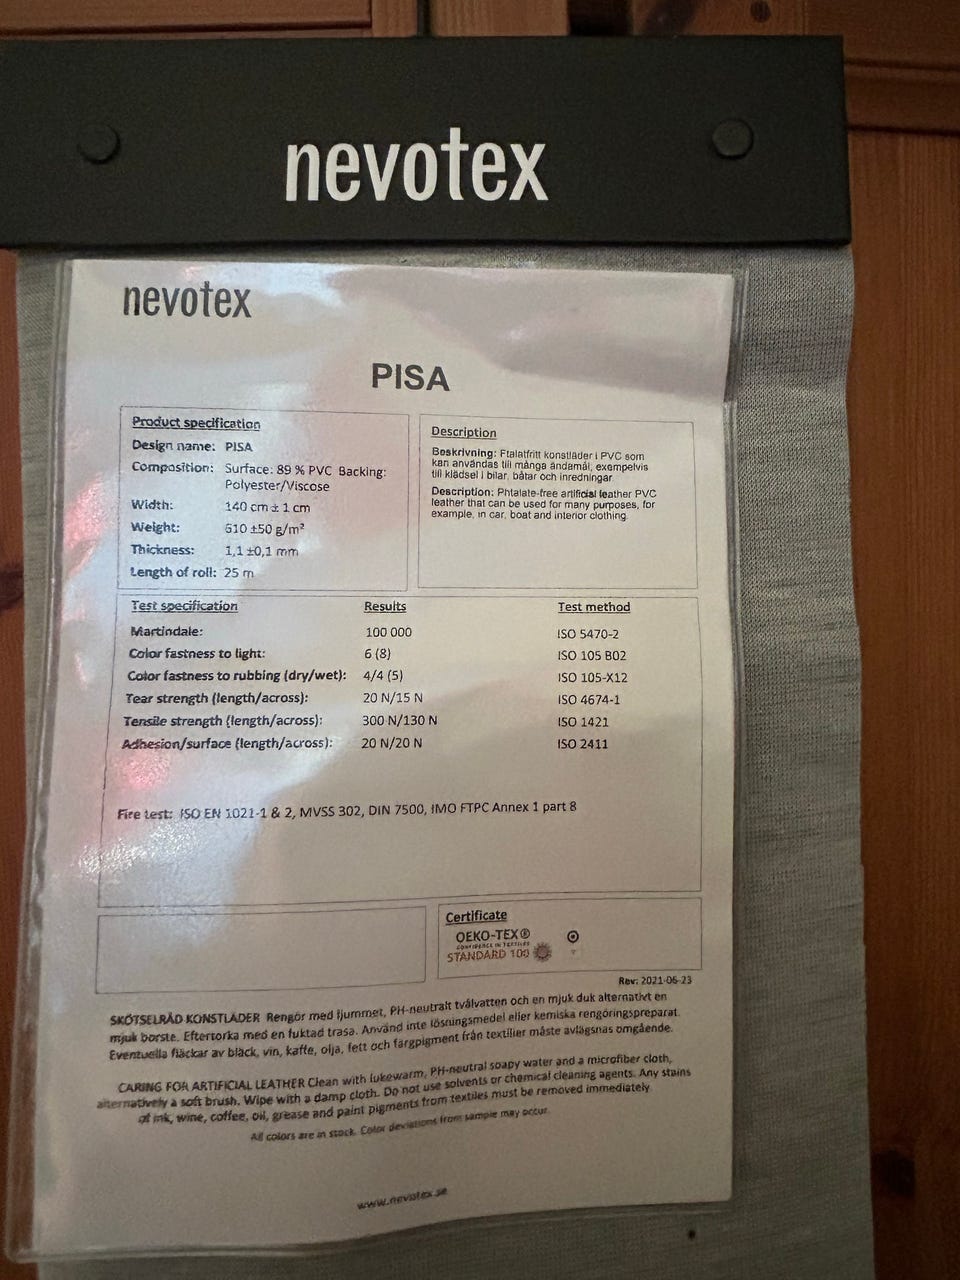 nevotex
nevotex
PISA
Product specification
Design name: PISA
Composition: Surface: 89 % PVC Backing:
Polyester/Viscose
Width: 140 cm ± 1 cm
Weight: 610 ±50 g/m²
Thickness: 1,1 ±0,1 mm
Length of roll: 25 m
Description
Beskrivning: Ftalatfritt konstläder i PVC som
kan användas till många ändamål, exempelvis
till klädsel i bilar, båtar och inredningar.
Description: Phtalate-free artificial leather PVC
leather that can be used for many purposes, for
example, in car, boat and interior clothing.
Test specification Results Test method
Martindale: 100 000 ISO 5470-2
Color fastness to light: 6 (8) ISO 105 B02
Color fastness to rubbing (dry/wet): 4/4 (5) ISO 105-X12
Tear strength (length/across): 20 N/15 N ISO 4674-1
Tensile strength (length/across): 300 N/130 N ISO 1421
Adhesion/surface (length/across): 20 N/20 N ISO 2411
Fire test: ISO EN 1021-1 & 2, MVSS 302, DIN 7500, IMO FTPC Annex 1 part 8
Certificate
OEKO-TEX®
CONFIDENCE IN TEXTILES
STANDARD 100
Rev: 2021-06-23
SKÖTSELRÅD KONSTLÄDER Rengör med ljummet, PH-neutralt tvålvatten och en mjuk duk alternativt en
mjuk borste. Eftertorka med en fuktad trasa. Använd inte lösningsmedel eller kemiska rengöringspreparat.
Eventuella fläckar av bläck, vin, kaffe, olja, fett och färgpigment från textilier måste avlägsnas omgående.
CARING FOR ARTIFICIAL LEATHER Clean with lukewarm, PH-neutral soapy water and a microfiber cloth,
alternatively a soft brush. Wipe with a damp cloth. Do not use solvents or chemical cleaning agents. Any stains
of ink, wine, coffee, oil, grease and paint pigments from textiles must be removed immediately.
All colors are in stock. Color deviations from sample may occur.
www.nevotex.se